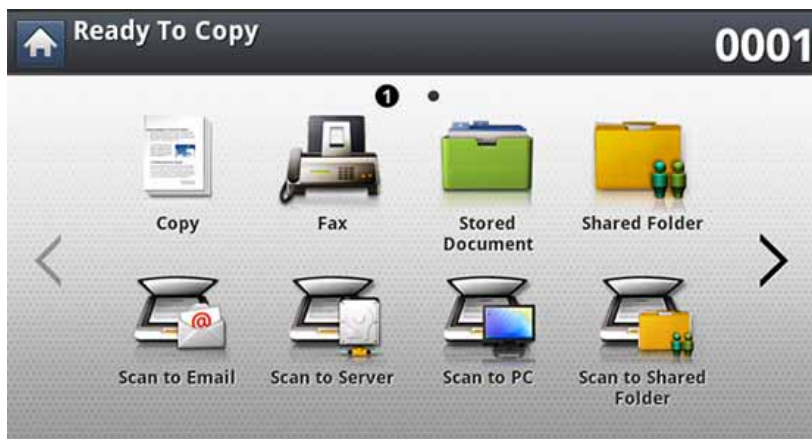 Ready To Copy
0001
1
Copy
Fax
Stored
Document
Shared Folder
@
Scan to Email
Scan to Server
Scan to PC
Scan to Shared
Folder